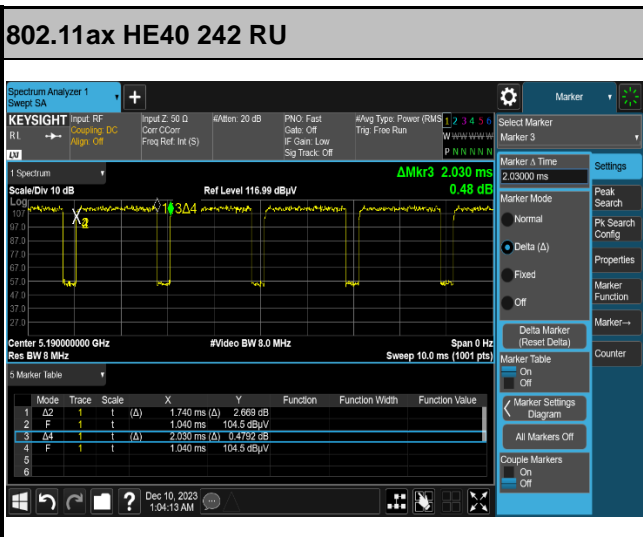 802.11ax HE40 242 RU
Spectrum Analyzer 1
Swept SA
+
Marker
KEYSIGHT
RL
Input: RF
Coupling: DC
Align: Off
Input Z: 50 Ω
Corr CCorr
Freq Ref: Int (S)
#Atten: 20 dB
PNO: Fast
Gate: Off
IF Gain: Low
Sig Track: Off
#Avg Type: Power (RMS
Trig: Free Run
1 2 3 4 5 6
W W W W W W
P N N N N N
LXI
1 Spectrum
Scale/Div 10 dB
Ref Level 116.99 dBµV
ΔMkr3 2.030 ms
0.48 dB
Log
107
97.0
87.0
77.0
67.0
57.0
47.0
37.0
27.0
3Δ4
Center 5.190000000 GHz
#Video BW 8.0 MHz
Span 0 Hz
Res BW 8 MHz
Sweep 10.0 ms (1001 pts)
5 Marker Table
Mode Trace Scale X Y Function Function Width Function Value
1 Δ2 1 t (Δ) 1.740 ms (Δ) 2.669 dB
2 F 1 t 1.040 ms 104.5 dBµV
3 Δ4 1 t (Δ) 2.030 ms (Δ) 0.4792 dB
4 F 1 t 1.040 ms 104.5 dBµV
5
6
Select Marker
Marker 3
Marker Δ Time
2.03000 ms
Marker Mode
Normal
Delta (Δ)
Fixed
Off
Delta Marker
(Reset Delta)
Marker Table
On
Off
Marker Settings
Diagram
All Markers Off
Couple Markers
On
Off
Settings
Peak
Search
Pk Search
Config
Properties
Marker
Function
Marker→
Counter
?
Dec 10, 2023
1:04:13 AM